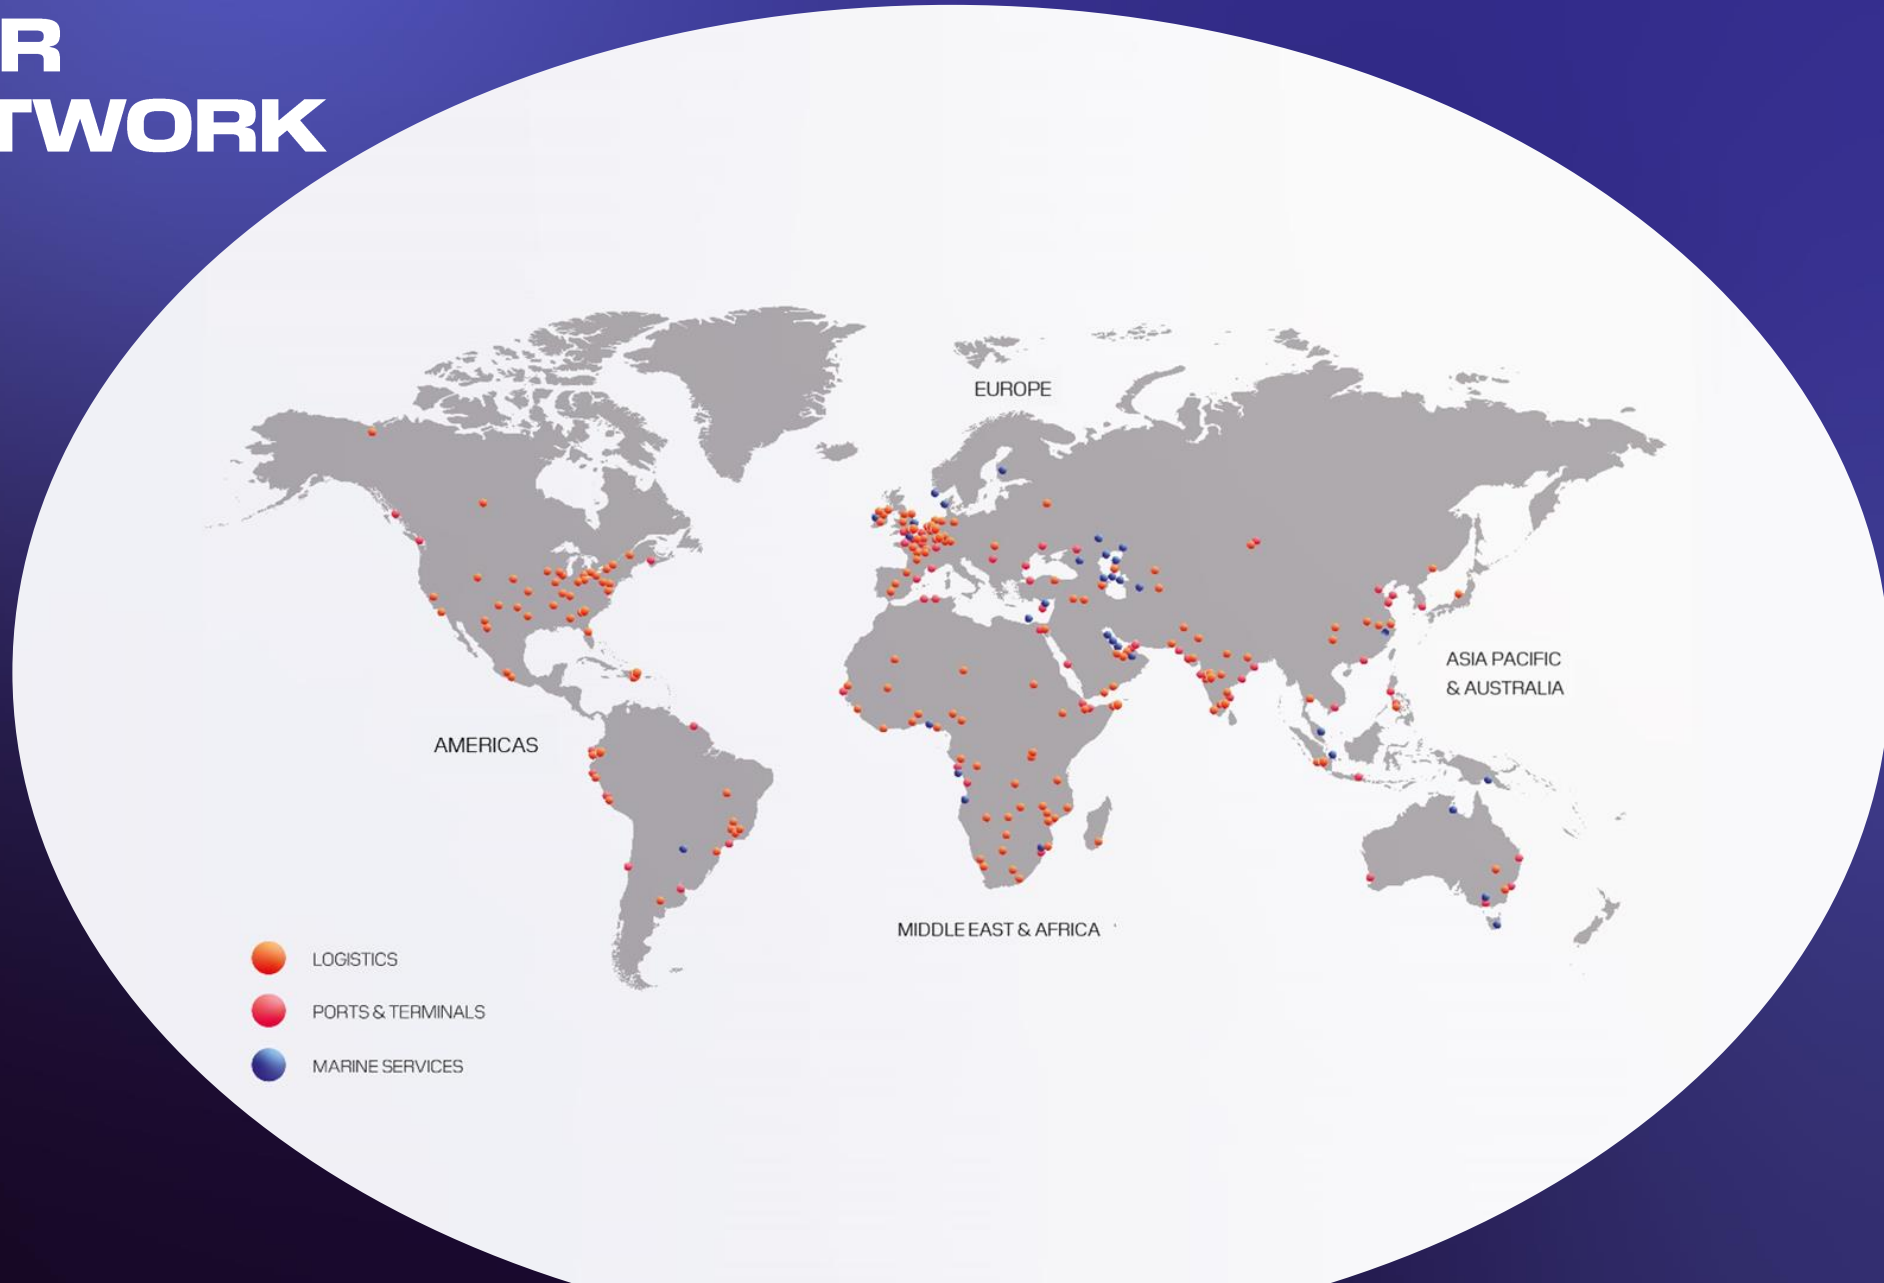 R
TWORK
EUROPE
ASIA PACIFIC
& AUSTRALIA
AMERICAS
MIDDLE EAST & AFRICA
LOGISTICS
PORTS & TERMINALS
MARINE SERVICES